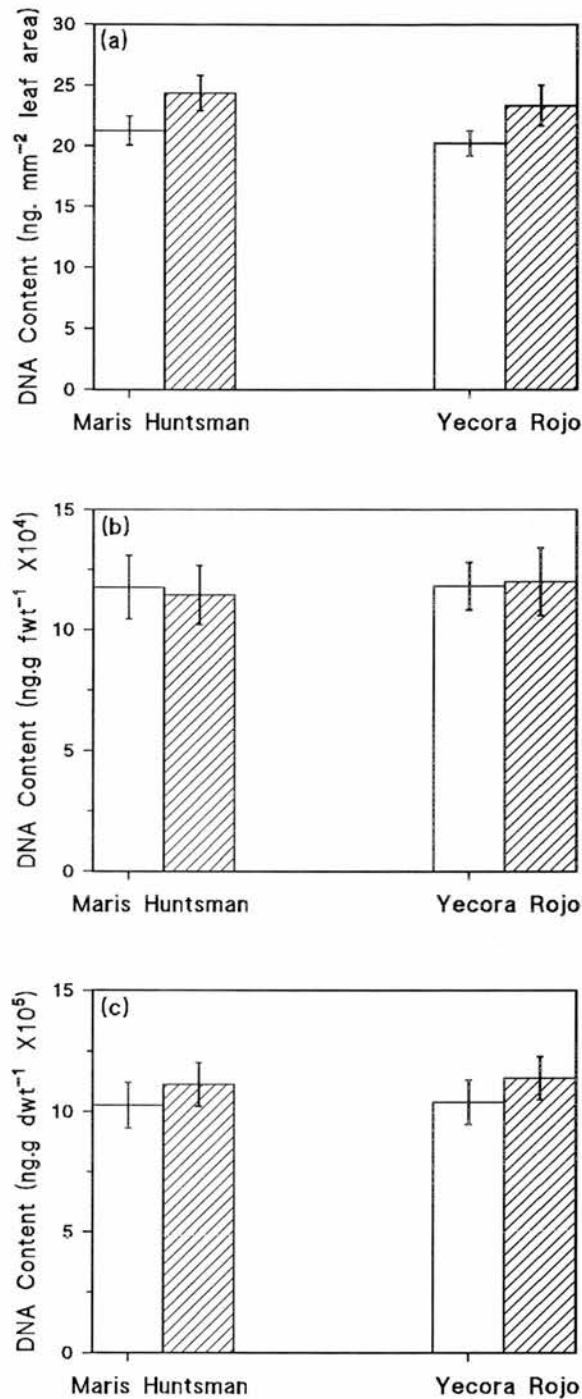 DNA Content (ng. mm⁻² leaf area)
30
25
20
15
10
5
0
(a)
Maris Huntsman Yecora Rojo
DNA Content (ng.g fwt⁻¹ X10⁴)
15
10
5
0
(b)
Maris Huntsman Yecora Rojo
DNA Content (ng.g dwt⁻¹ X10⁵)
15
10
5
0
(c)
Maris Huntsman Yecora Rojo